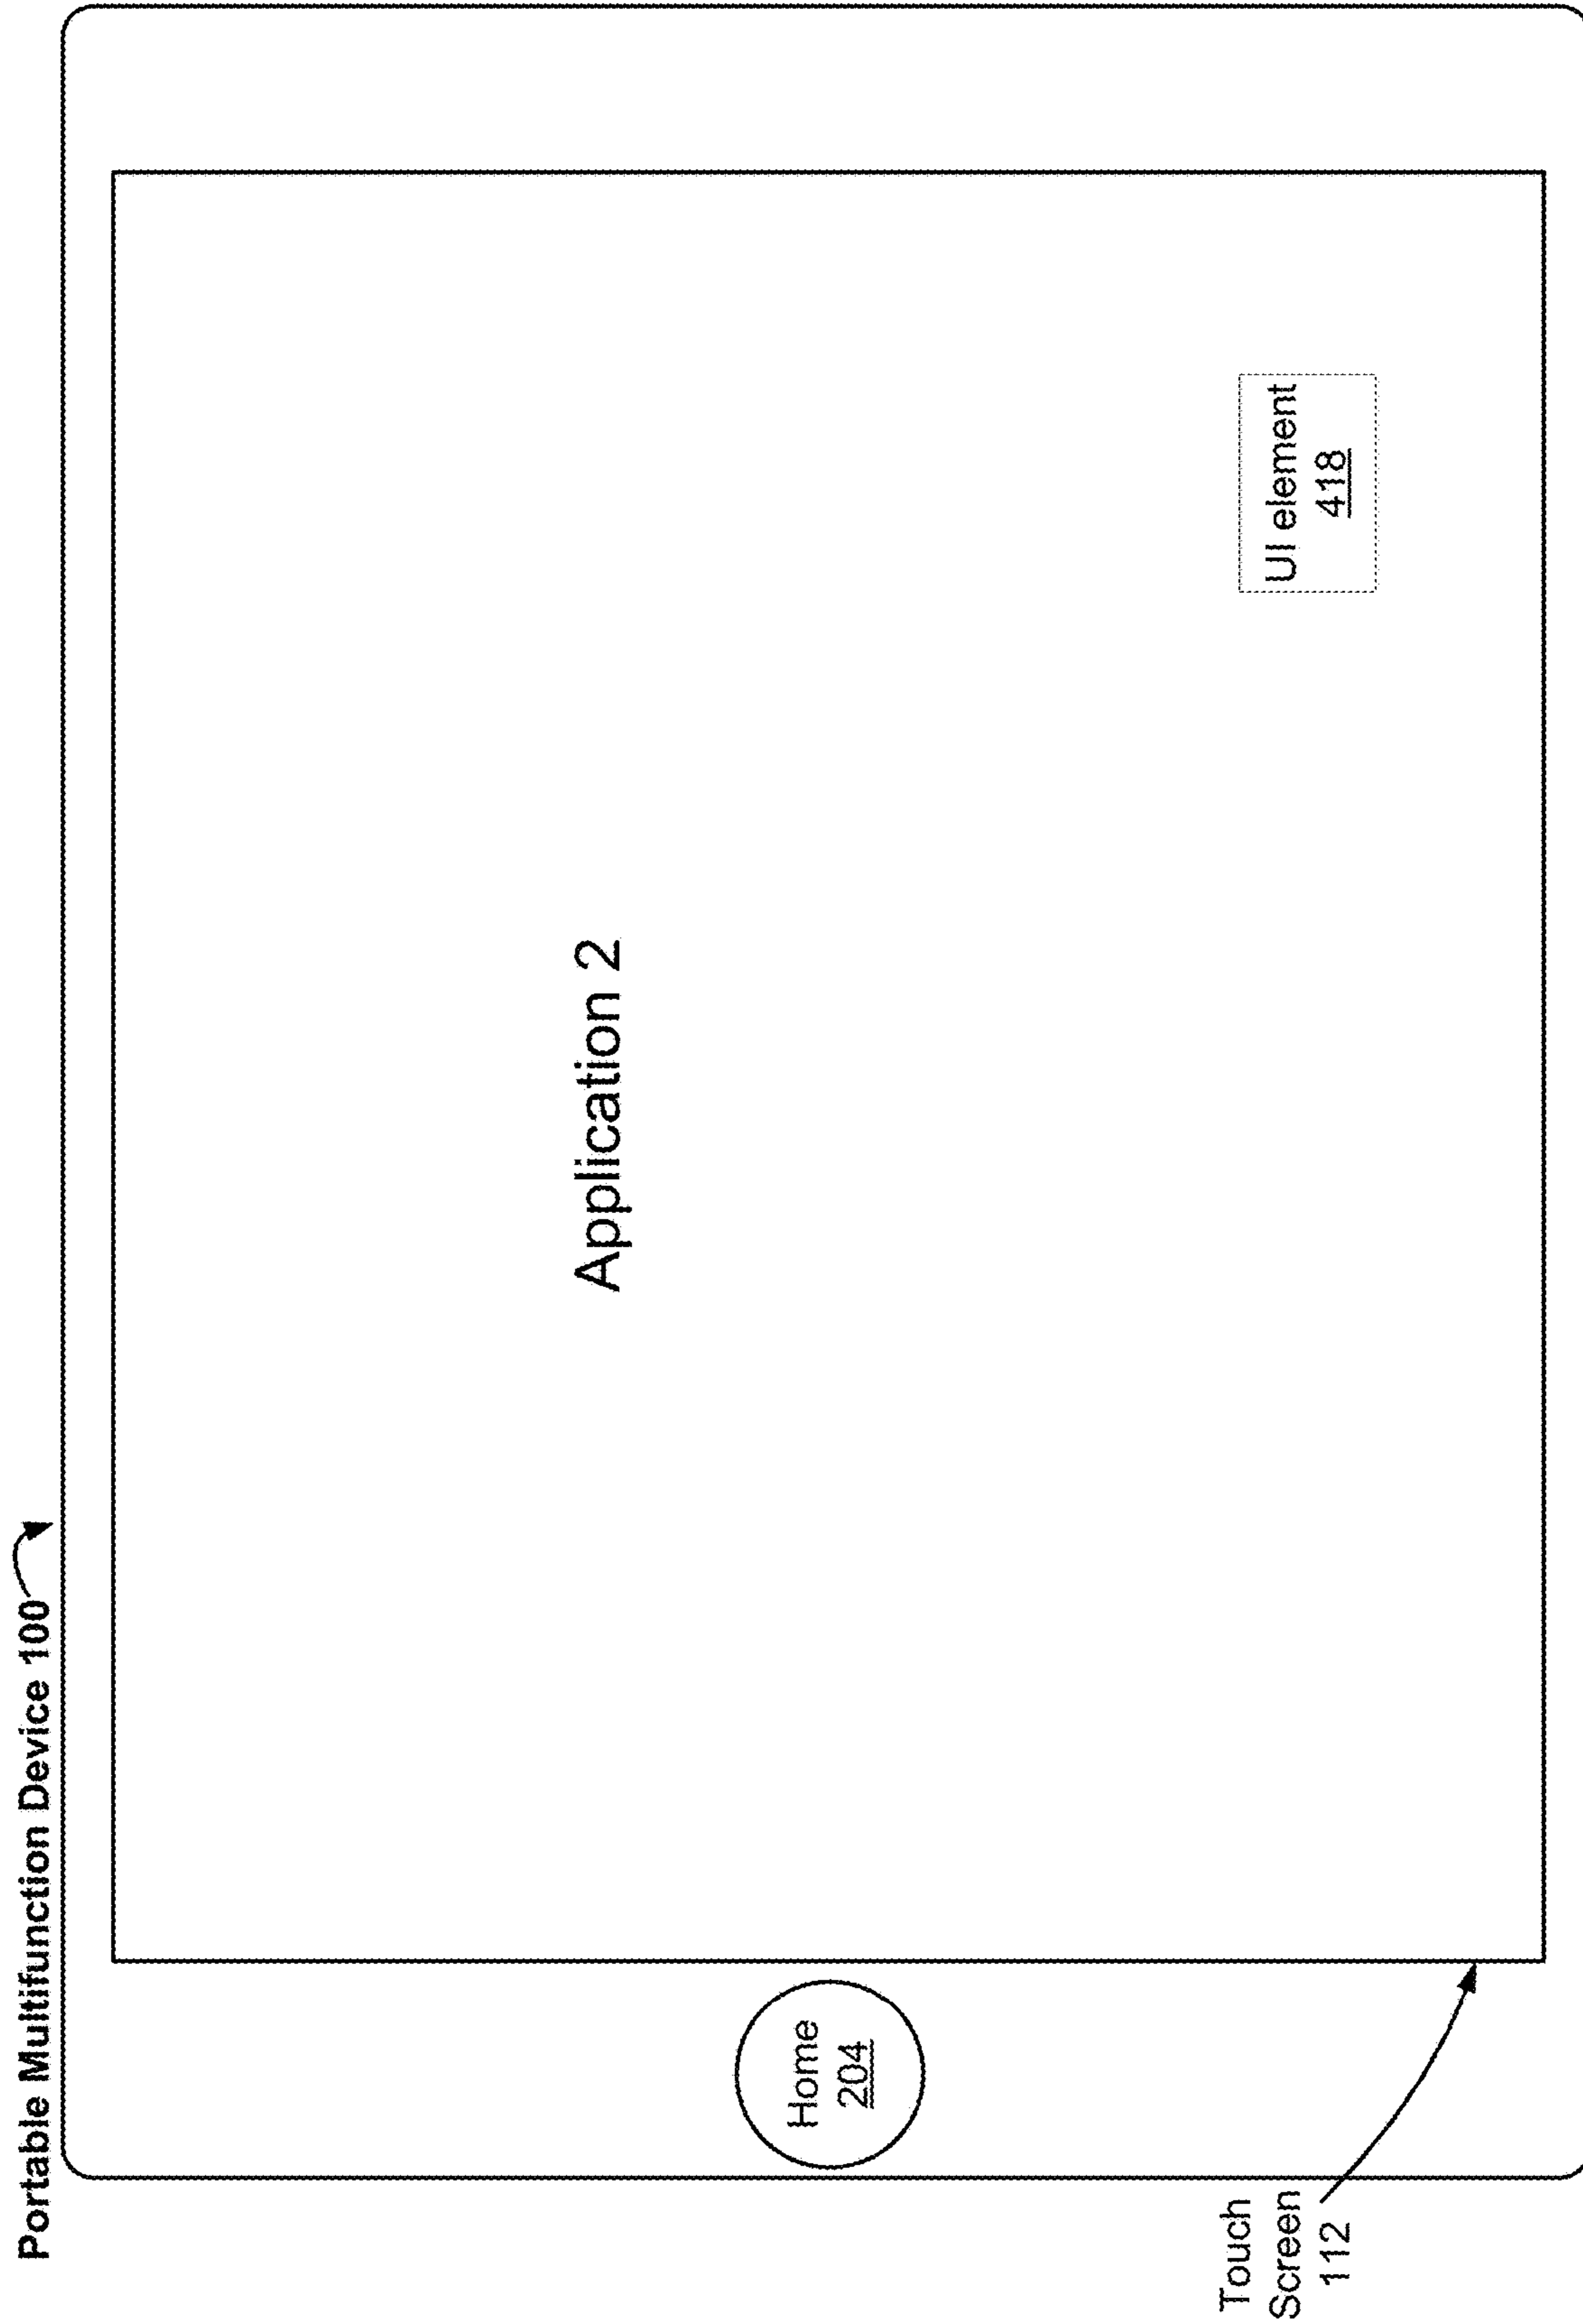 Portable Multifunction Device 100
Application 2
UI element
418
Home
204
Touch
Screen
112